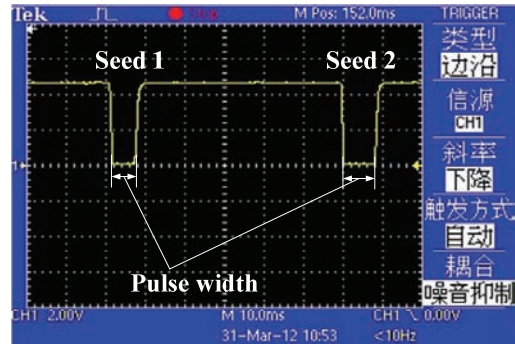 Tek Stop M Pos: 152.0ms TRIGGER
类型
边沿
Seed 1 Seed 2
信源
CH1
1
斜率
下降
触发方式
自动
Pulse width
耦合
噪音抑制
CH1 2.00V M 10.0ms CH1 0.00V
31-Mar-12 10:53 <10Hz